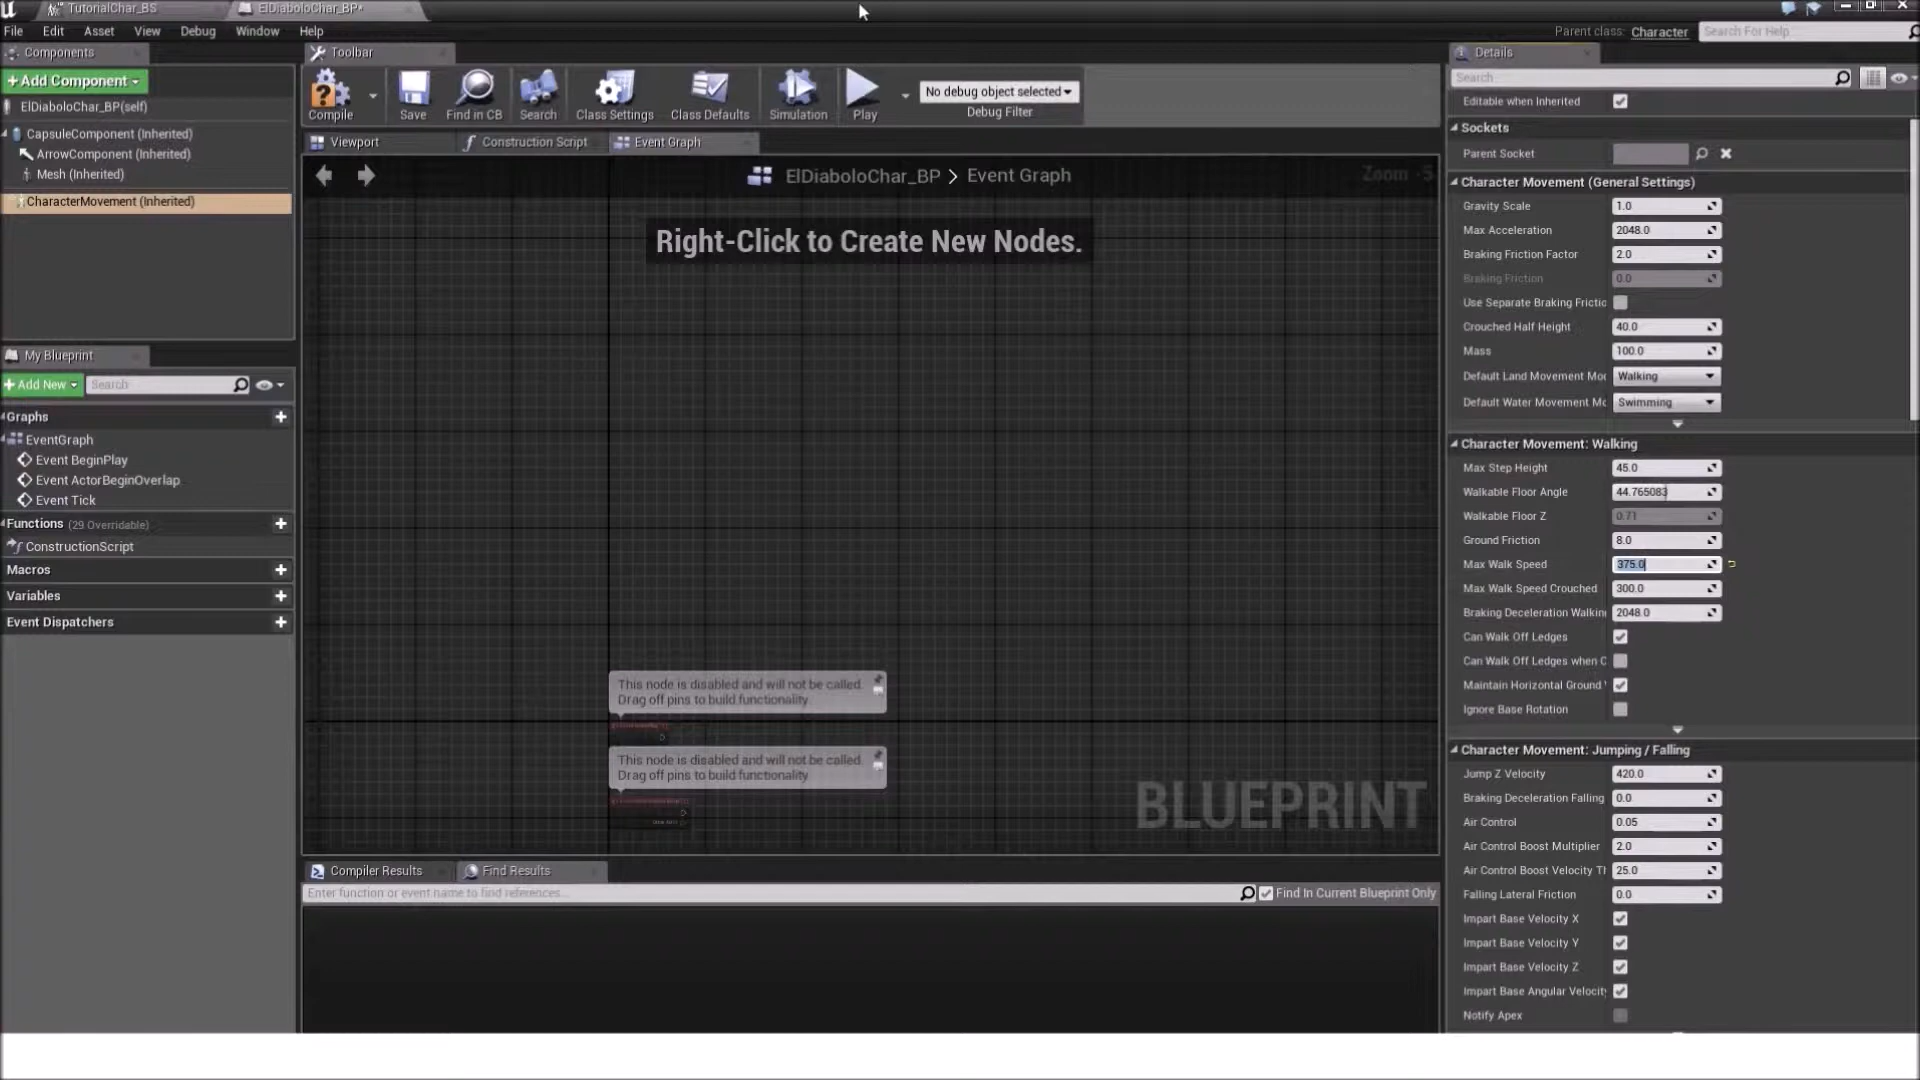 TutorialChar_BS
ElDiaboloChar_BP*
File Edit Asset View Debug Window Help
Parent class: Character
Search For Help
Components
+Add Component
ElDiaboloChar_BP(self)
CapsuleComponent (Inherited)
ArrowComponent (Inherited)
Mesh (Inherited)
CharacterMovement (Inherited)
My Blueprint
+Add New Search
Graphs
EventGraph
Event BeginPlay
Event ActorBeginOverlap
Event Tick
Functions (29 Overridable)
ConstructionScript
Macros
Variables
Event Dispatchers
Toolbar
Compile Save Find in CB Search Class Settings Class Defaults Simulation Play
No debug object selected
Debug Filter
Viewport Construction Script Event Graph
ElDiaboloChar_BP > Event Graph
Zoom -5
Right-Click to Create New Nodes.
This node is disabled and will not be called.
Drag off pins to build functionality
This node is disabled and will not be called.
Drag off pins to build functionality
BLUEPRINT
Compiler Results Find Results
Enter function or event name to find references...
Find In Current Blueprint Only
Details
Search
Editable when Inherited
Sockets
Parent Socket
Character Movement (General Settings)
Gravity Scale 1.0
Max Acceleration 2048.0
Braking Friction Factor 2.0
Braking Friction 0.0
Use Separate Braking Frictio
Crouched Half Height 40.0
Mass 100.0
Default Land Movement Mod Walking
Default Water Movement Mo Swimming
Character Movement: Walking
Max Step Height 45.0
Walkable Floor Angle 44.765083
Walkable Floor Z 0.71
Ground Friction 8.0
Max Walk Speed 375.0
Max Walk Speed Crouched 300.0
Braking Deceleration Walking 2048.0
Can Walk Off Ledges
Can Walk Off Ledges when C
Maintain Horizontal Ground V
Ignore Base Rotation
Character Movement: Jumping / Falling
Jump Z Velocity 420.0
Braking Deceleration Falling 0.0
Air Control 0.05
Air Control Boost Multiplier 2.0
Air Control Boost Velocity Tl 25.0
Falling Lateral Friction 0.0
Impart Base Velocity X
Impart Base Velocity Y
Impart Base Velocity Z
Impart Base Angular Velocity
Notify Apex